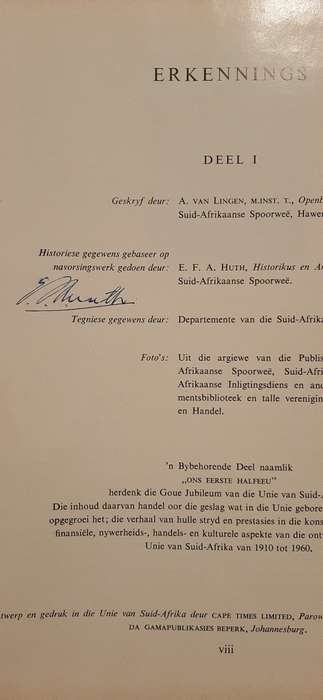 ERKENNINGS
DEEL I
Geskryf deur: A. VAN LINGEN, M.INST. T., Openb
Suid-Afrikaanse Spoorweë, Hawen
Historiese gegewens gebaseer op
navorsingswerk gedoen deur: E. F. A. HUTH, Historikus en Ar
Suid-Afrikaanse Spoorweë.
Tegniese gegewens deur: Departemente van die Suid-Afrika
Foto's: Uit die argiewe van die Publis
Afrikaanse Spoorweë, Suid-Afri
Afrikaanse Inligtingsdiens en and
mentsbiblioteek en talle verenigin
en Handel.
'n Bybehorende Deel naamlik
„ONS EERSTE HALFEEU"
herdenk die Goue Jubileum van die Unie van Suid-
Die inhoud daarvan handel oor die geslag wat in die Unie gebore
opgegroei het; die verhaal van hulle stryd en prestasies in die kons
finansiële, nywerheids-, handels- en kulturele aspekte van die ont
Unie van Suid-Afrika van 1910 tot 1960.
twerp en gedruk in die Unie van Suid-Afrika deur CAPE TIMES LIMITED, Parow
DA GAMAPUBLIKASIES BEPERK, Johannesburg.
viii